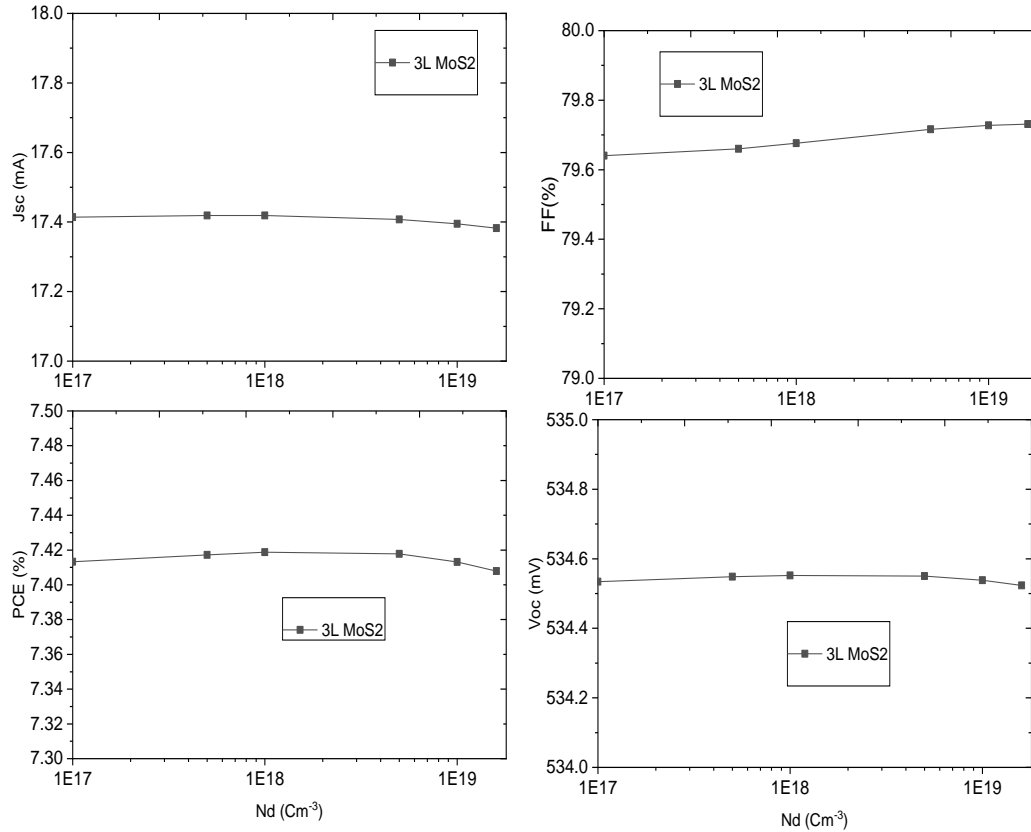 18.0
17.8
17.6
17.4
17.2
17.0
Jsc (mA)
3L MoS2
1E17
1E18
1E19
80.0
79.8
79.6
79.4
79.2
79.0
FF(%)
3L MoS2
1E17
1E18
1E19
7.50
7.48
7.46
7.44
7.42
7.40
7.38
7.36
7.34
7.32
7.30
PCE (%)
3L MoS2
1E17
1E18
1E19
Nd (Cm⁻³)
535.0
534.8
534.6
534.4
534.2
534.0
Voc (mV)
3L MoS2
1E17
1E18
1E19
Nd (Cm⁻³)